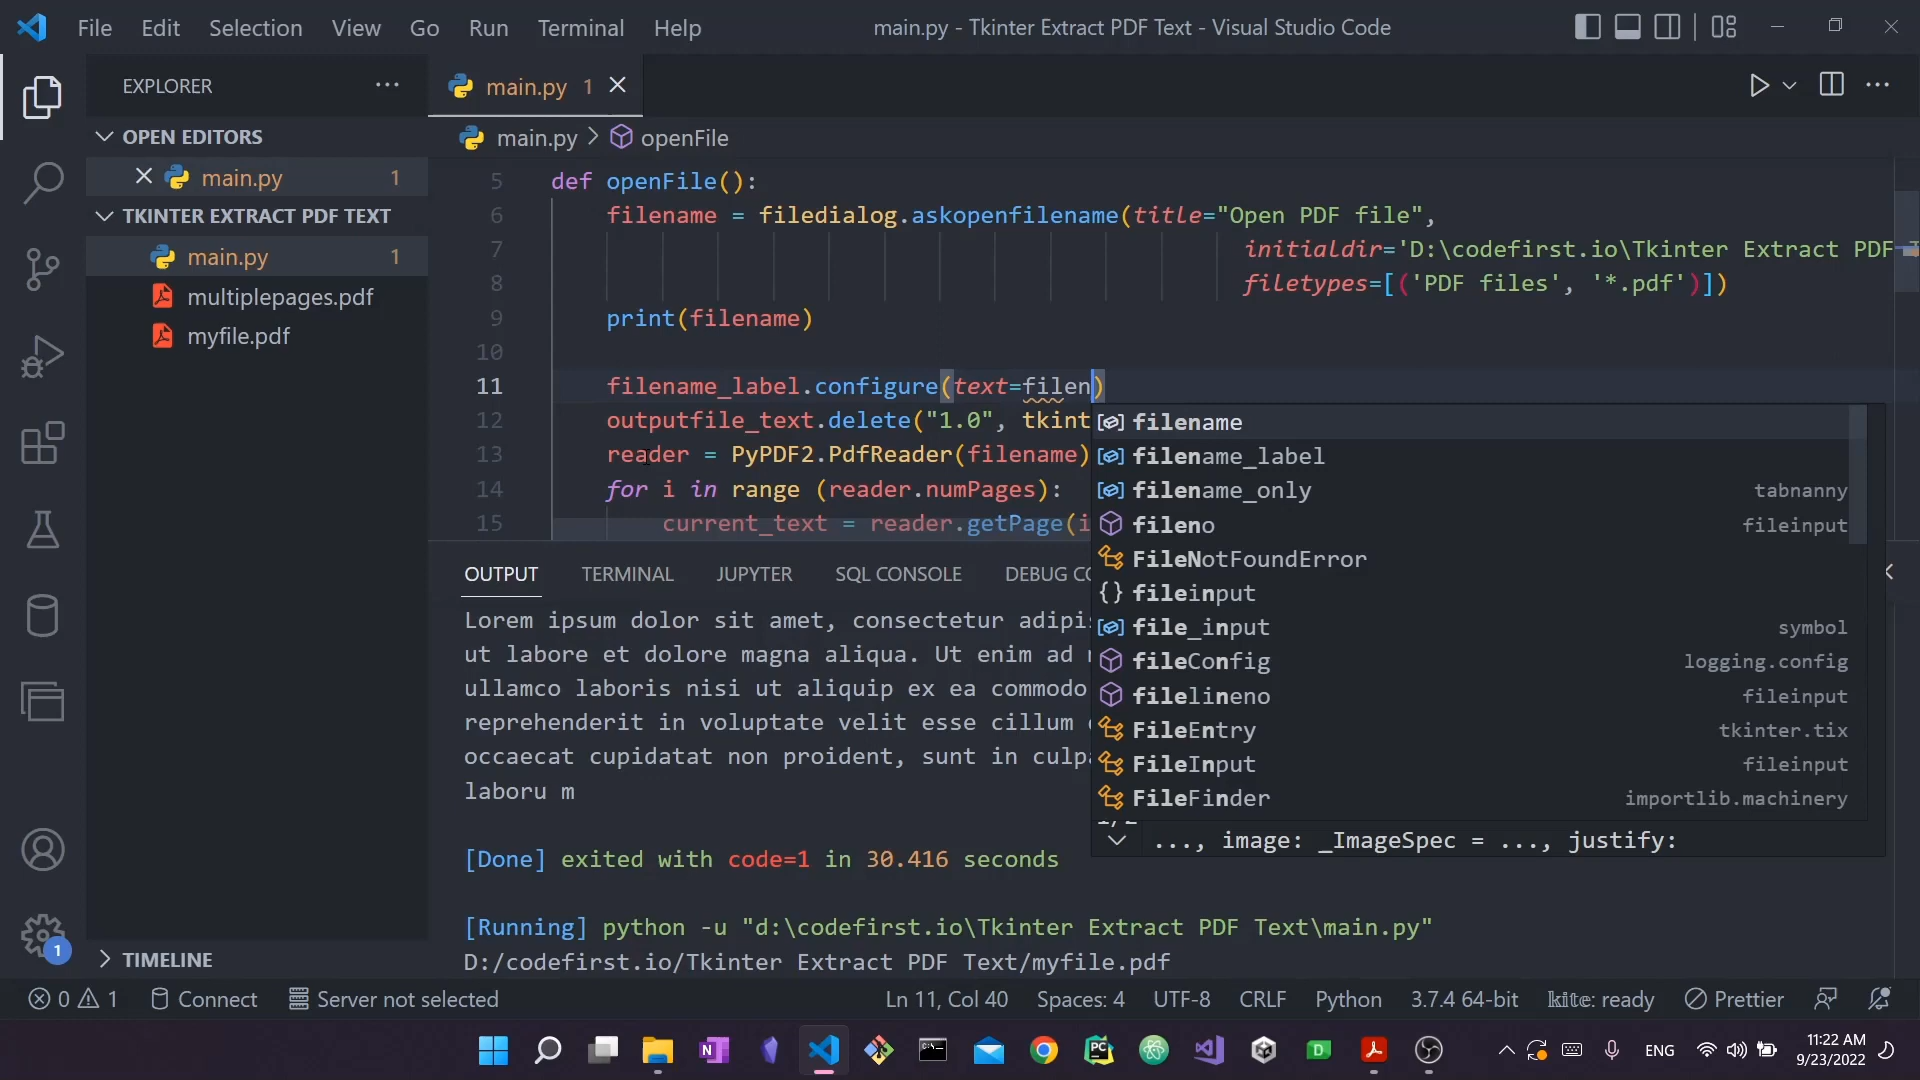 File Edit Selection View Go Run Terminal Help
main.py - Tkinter Extract PDF Text - Visual Studio Code
EXPLORER
OPEN EDITORS
main.py 1
TKINTER EXTRACT PDF TEXT
main.py 1
multiplepages.pdf
myfile.pdf
TIMELINE
main.py 1
main.py > openFile
5 def openFile():
6 filename = filedialog.askopenfilename(title="Open PDF file",
7 initialdir='D:\codefirst.io\Tkinter Extract PDF
8 filetypes=[('PDF files', '*.pdf')])
9 print(filename)
10
11 filename_label.configure(text=filen)
12 outputfile_text.delete("1.0", tkint
13 reader = PyPDF2.PdfReader(filename)
14 for i in range (reader.numPages):
15 current_text = reader.getPage(i
filename
filename_label
filename_only tabnanny
fileno fileinput
FileNotFoundError
fileinput
file_input symbol
fileConfig logging.config
filelineno fileinput
FileEntry tkinter.tix
FileInput fileinput
FileFinder importlib.machinery
..., image: _ImageSpec = ..., justify:
OUTPUT TERMINAL JUPYTER SQL CONSOLE DEBUG CO
Lorem ipsum dolor sit amet, consectetur adipis
ut labore et dolore magna aliqua. Ut enim ad
ullamco laboris nisi ut aliquip ex ea commodo
reprehenderit in voluptate velit esse cillum
occaecat cupidatat non proident, sunt in culp
laboru m
[Done] exited with code=1 in 30.416 seconds
[Running] python -u "d:\codefirst.io\Tkinter Extract PDF Text\main.py"
D:/codefirst.io/Tkinter Extract PDF Text/myfile.pdf
1
0 1 Connect Server not selected Ln 11, Col 40 Spaces: 4 UTF-8 CRLF Python 3.7.4 64-bit kite: ready Prettier
ENG
11:22 AM
9/23/2022